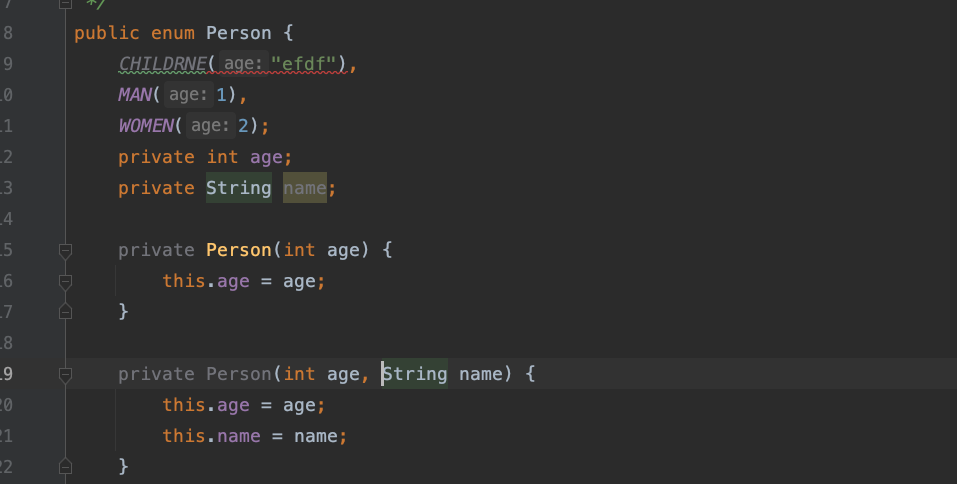 7 */
8 public enum Person {
9 CHILDRNE( age: "efdf"),
10 MAN( age: 1),
11 WOMEN( age: 2);
12 private int age;
13 private String name;
14
15 private Person(int age) {
16 this.age = age;
17 }
18
19 private Person(int age, String name) {
20 this.age = age;
21 this.name = name;
22 }